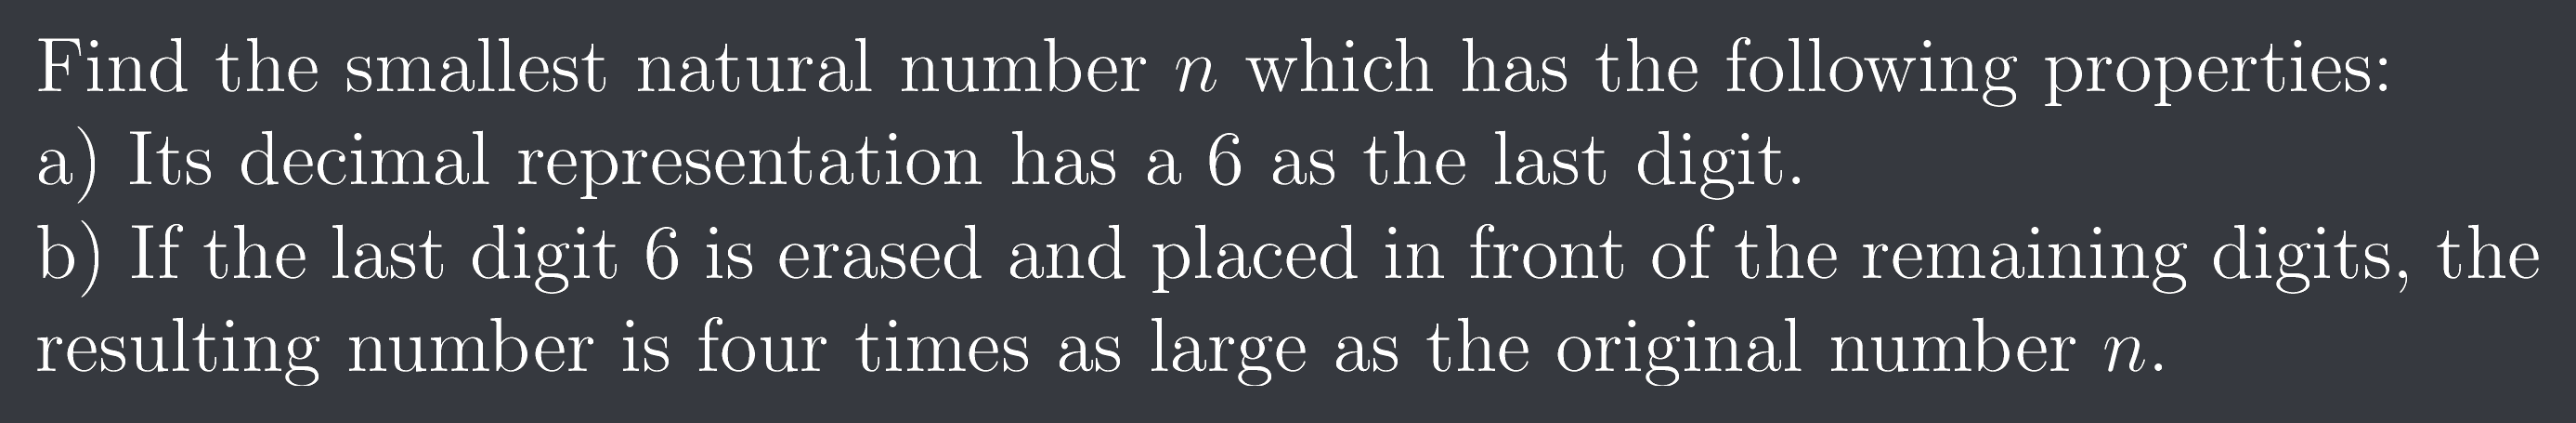 Find the smallest natural number n which has the following properties:
a) Its decimal representation has a 6 as the last digit.
b) If the last digit 6 is erased and placed in front of the remaining digits, the
resulting number is four times as large as the original number n.